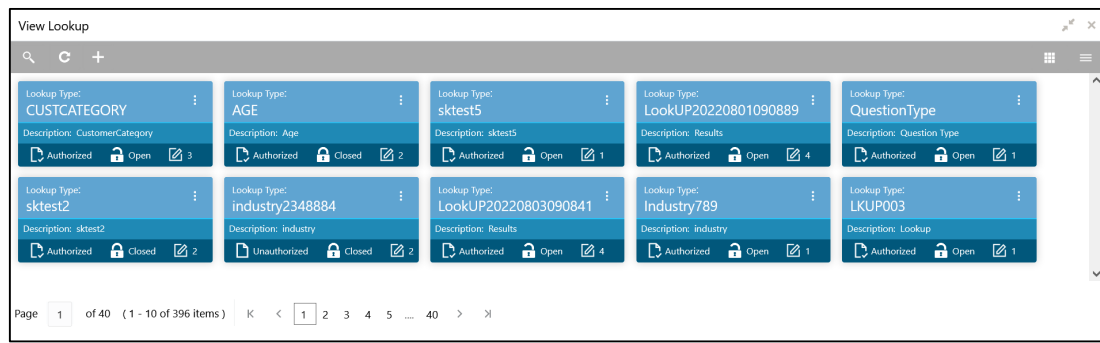 View Lookup
Lookup Type: Lookup Type: Lookup Type: Lookup Type: Lookup Type:
CUSTCATEGORY AGE sktest5 LookUP20220801090889 QuestionType
Description: CustomerCategory Description: Age Description: sktest5 Description: Results Description: Question Type
Authorized Open 3 Authorized Closed 2 Authorized Open 1 Authorized Open 4 Authorized Open 1
Lookup Type: Lookup Type: Lookup Type: Lookup Type: Lookup Type:
sktest2 industry2348884 LookUP20220803090841 Industry789 LKUP003
Description: sktest2 Description: industry Description: Results Description: industry Description: Lookup
Authorized Closed 2 Unauthorized Closed 2 Authorized Open 4 Authorized Open 1 Authorized Open 1
Page 1 of 40 ( 1 - 10 of 396 items ) 1 2 3 4 5 .... 40